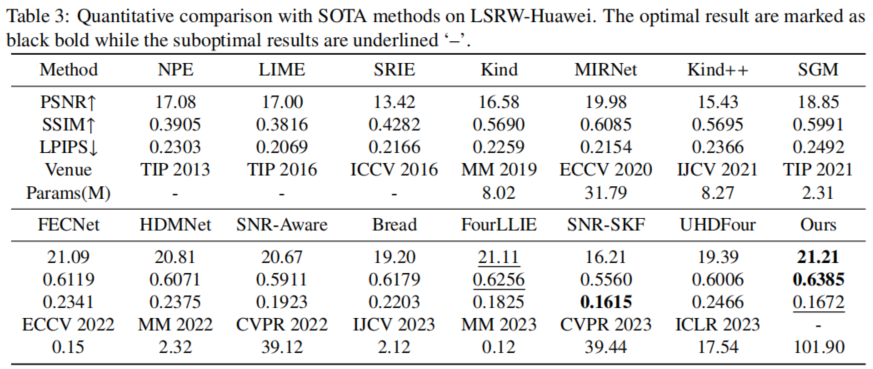 Table 3: Quantitative comparison with SOTA methods on LSRW-Huawei. The optimal result are marked as
black bold while the suboptimal results are underlined ‘–’.
Method NPE LIME SRIE Kind MIRNet Kind++ SGM
PSNR↑ 17.08 17.00 13.42 16.58 19.98 15.43 18.85
SSIM↑ 0.3905 0.3816 0.4282 0.5690 0.6085 0.5695 0.5991
LPIPS↓ 0.2303 0.2069 0.2166 0.2259 0.2154 0.2366 0.2492
Venue TIP 2013 TIP 2016 ICCV 2016 MM 2019 ECCV 2020 IJCV 2021 TIP 2021
Params(M) - - - 8.02 31.79 8.27 2.31
FECNet HDMNet SNR-Aware Bread FourLLIE SNR-SKF UHDFour Ours
21.09 20.81 20.67 19.20 21.11 16.21 19.39 21.21
0.6119 0.6071 0.5911 0.6179 0.6256 0.5560 0.6006 0.6385
0.2341 0.2375 0.1923 0.2203 0.1825 0.1615 0.2466 0.1672
ECCV 2022 MM 2022 CVPR 2022 IJCV 2023 MM 2023 CVPR 2023 ICLR 2023 -
0.15 2.32 39.12 2.12 0.12 39.44 17.54 101.90